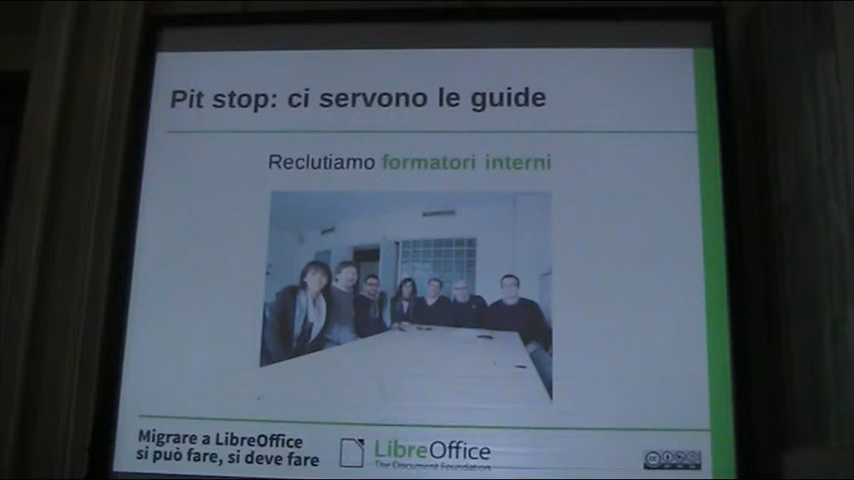 Pit stop: ci servono le guide
Reclutiamo formatori interni
Migrare a LibreOffice
si può fare, si deve fare
LibreOffice
The Document Foundation